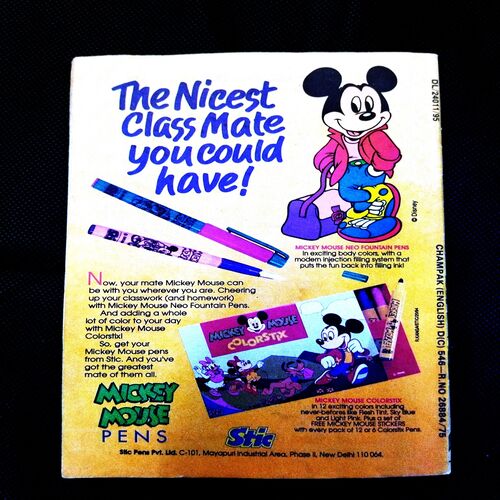 The Nicest
Class Mate
you could
have!
© Disney
MICKEY MOUSE NEO FOUNTAIN PENS
In exciting body colors, with a
modern injection filling system that
puts the fun back into filling ink!
Now, your mate Mickey Mouse can
be with you wherever you are. Cheering
up your classwork (and homework)
with Mickey Mouse Neo Fountain Pens.
And adding a whole
lot of color to your day
with Mickey Mouse
Colorstix!
So, get your
Mickey Mouse pens
from Stic. And you've
got the greatest
mate of them all.
MICKEY MOUSE
COLORSTIX
MICKEY MOUSE COLORSTIX
In 12 exciting colors including
never-befores like Flesh Tint, Sky Blue
and Light Pink. Plus a set of
FREE MICKEY MOUSE STICKERS
with every pack of 12 or 6 Colorstix Pens.
MICKEY
MOUSE
PENS
Stic
Stic Pens Pvt. Ltd. C-101, Mayapuri Industrial Area, Phase II, New Delhi 110 064.
DL 24011/95
CHAMPAK (ENGLISH) D(C) 546—R.NO 26884/75